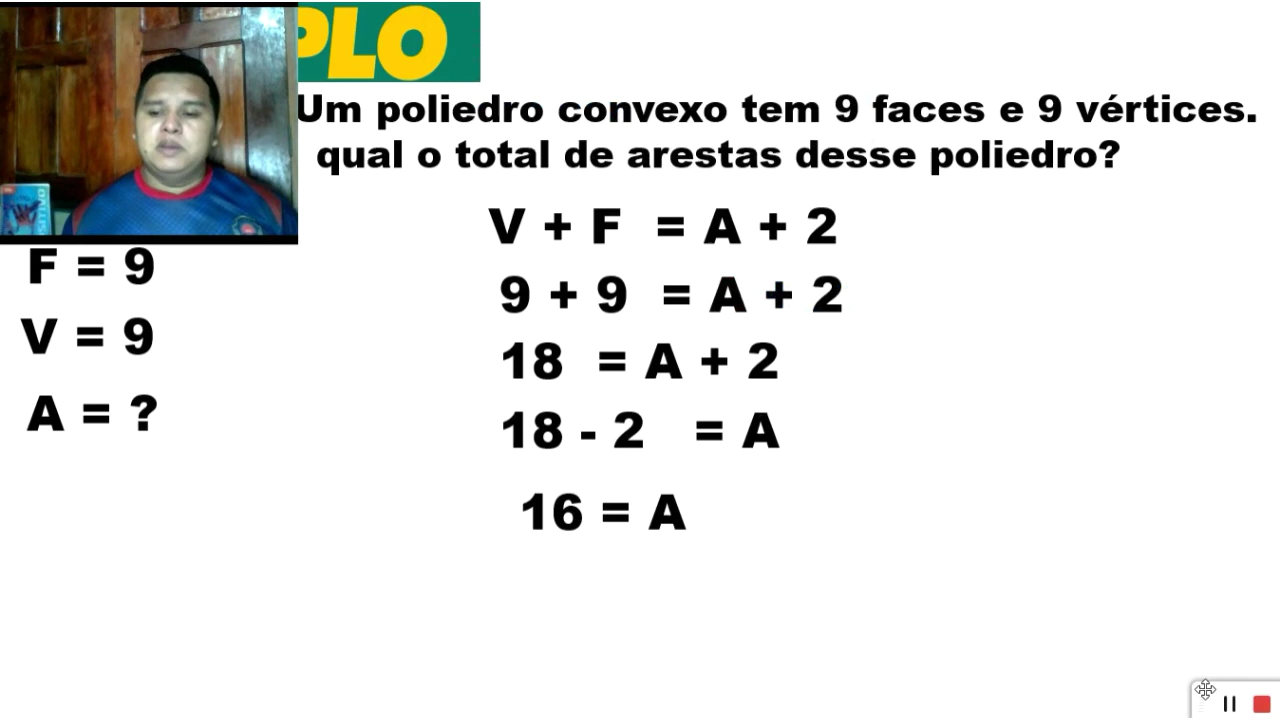 PLO
Um poliedro convexo tem 9 faces e 9 vértices.
qual o total de arestas desse poliedro?
V + F = A + 2
9 + 9 = A + 2
18 = A + 2
18 - 2 = A
16 = A
F = 9
V = 9
A = ?